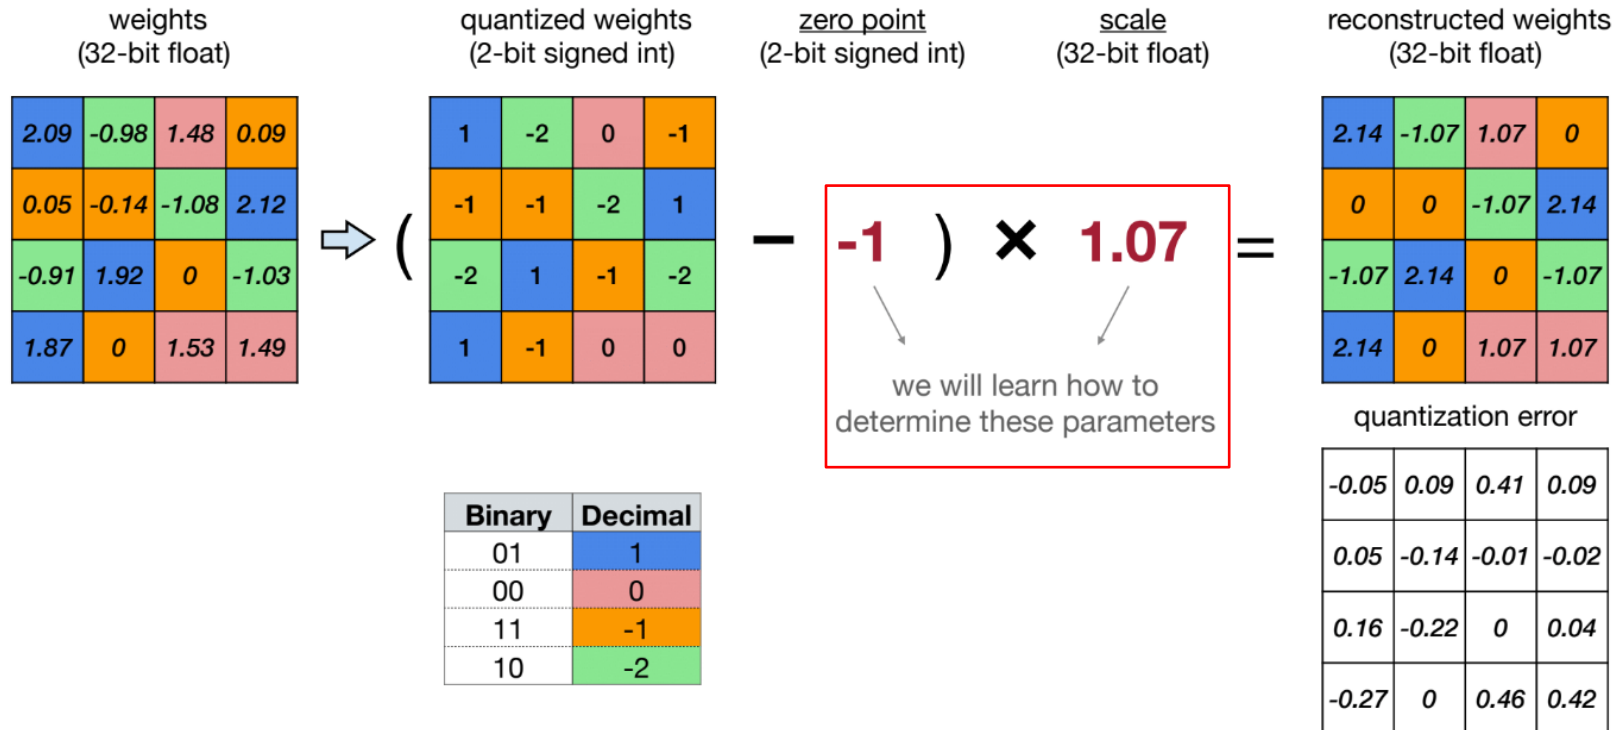 weights
(32-bit float)
quantized weights
(2-bit signed int)
zero point
(2-bit signed int)
scale
(32-bit float)
reconstructed weights
(32-bit float)
2.09 -0.98 1.48 0.09
0.05 -0.14 -1.08 2.12
-0.91 1.92 0 -1.03
1.87 0 1.53 1.49
(
1 -2 0 -1
-1 -1 -2 1
-2 1 -1 -2
1 -1 0 0
− -1 ) × 1.07 =
we will learn how to
determine these parameters
2.14 -1.07 1.07 0
0 0 -1.07 2.14
-1.07 2.14 0 -1.07
2.14 0 1.07 1.07
Binary Decimal
01 1
00 0
11 -1
10 -2
quantization error
-0.05 0.09 0.41 0.09
0.05 -0.14 -0.01 -0.02
0.16 -0.22 0 0.04
-0.27 0 0.46 0.42